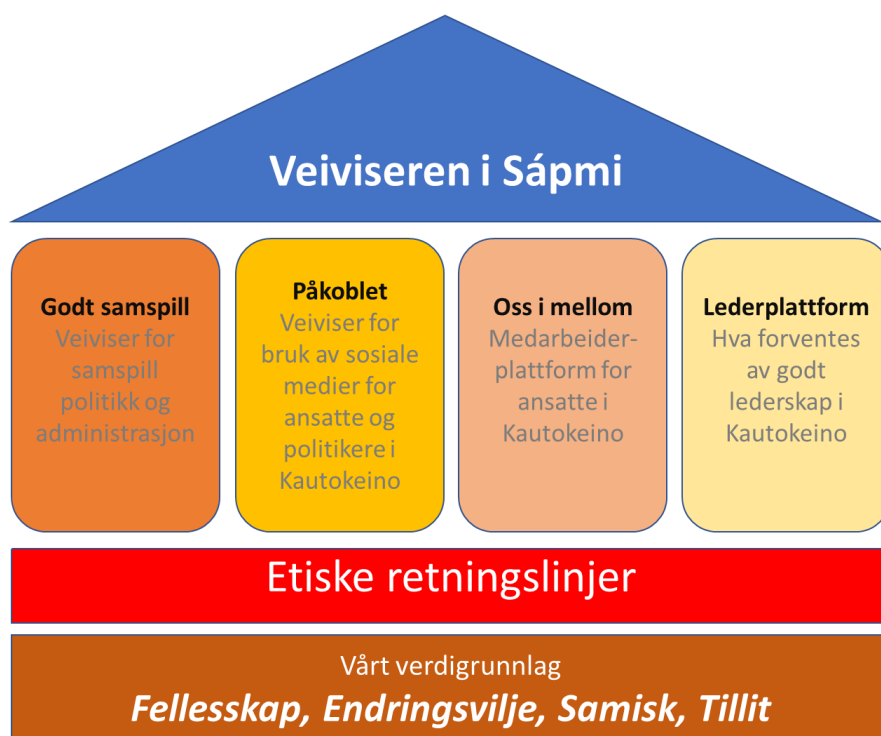 Veiviseren i Sápmi
Godt samspill
Veiviser for
samspill
politikk og
administrasjon
Påkoblet
Veiviser for
bruk av sosiale
medier for
ansatte og
politikere i
Kautokeino
Oss i mellom
Medarbeider-
plattform for
ansatte i
Kautokeino
Lederplattform
Hva forventes
av godt
lederskap i
Kautokeino
Etiske retningslinjer
Vårt verdigrunnlag
Fellesskap, Endringsvilje, Samisk, Tillit